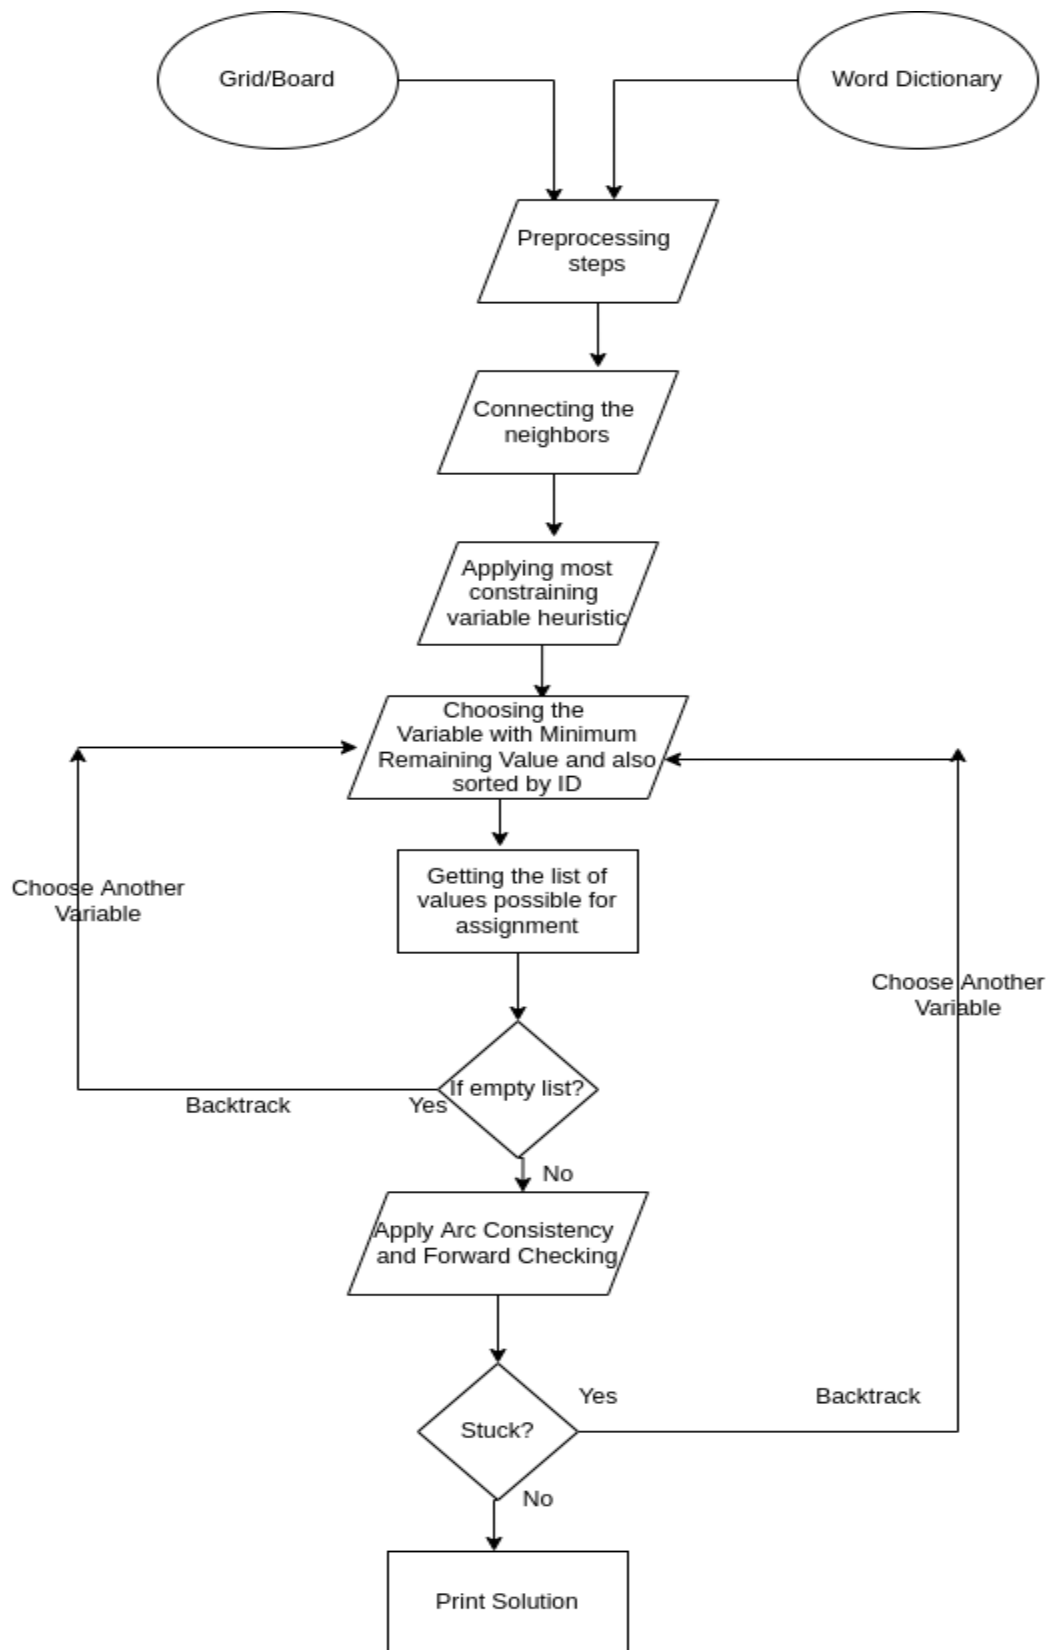 Grid/Board
Word Dictionary
Preprocessing
steps
Connecting the
neighbors
Applying most
constraining
variable heuristic
Choosing the
Variable with Minimum
Remaining Value and also
sorted by ID
Getting the list of
values possible for
assignment
Choose Another
Variable
Choose Another
Variable
If empty list?
Yes
Backtrack
No
Apply Arc Consistency
and Forward Checking
Stuck?
Yes
Backtrack
No
Print Solution